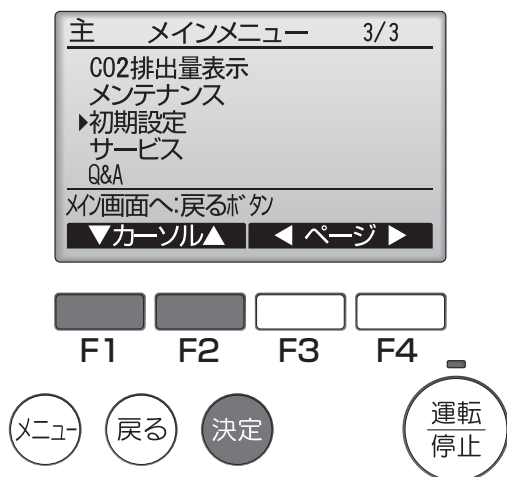 主 メインメニュー 3/3
CO2排出量表示
メンテナンス
▶初期設定
サービス
Q&A
メイン画面へ:戻るボタン
▼カーソル▲ ◀ ページ ▶
F1 F2 F3 F4
メニュー 戻る 決定 運転
停止